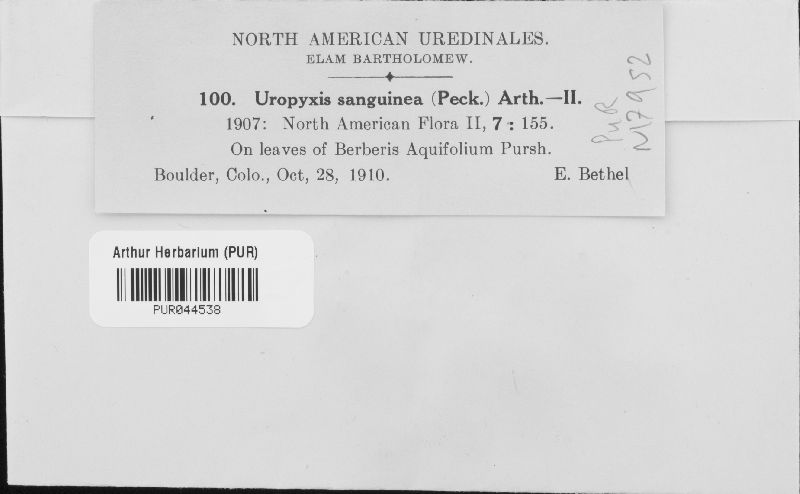 NORTH AMERICAN UREDINALES.
ELAM BARTHOLOMEW.
100. Uropyxis sanguinea (Peck.) Arth.—II.
1907: North American Flora II, 7 : 155.
On leaves of Berberis Aquifolium Pursh.
Boulder, Colo., Oct, 28, 1910. E. Bethel
PUR
N17952
Arthur Herbarium (PUR)
PUR044538